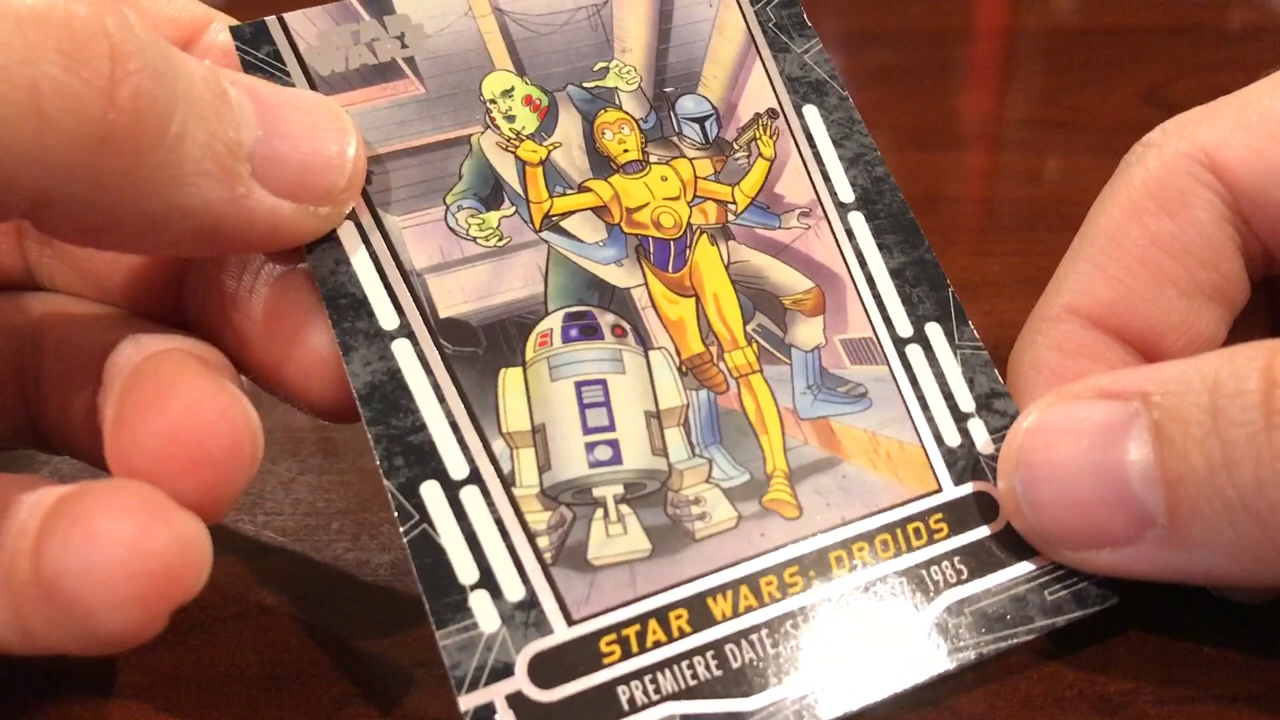 STAR
WARS
STAR WARS: DROIDS
PREMIERE DATE: 1985